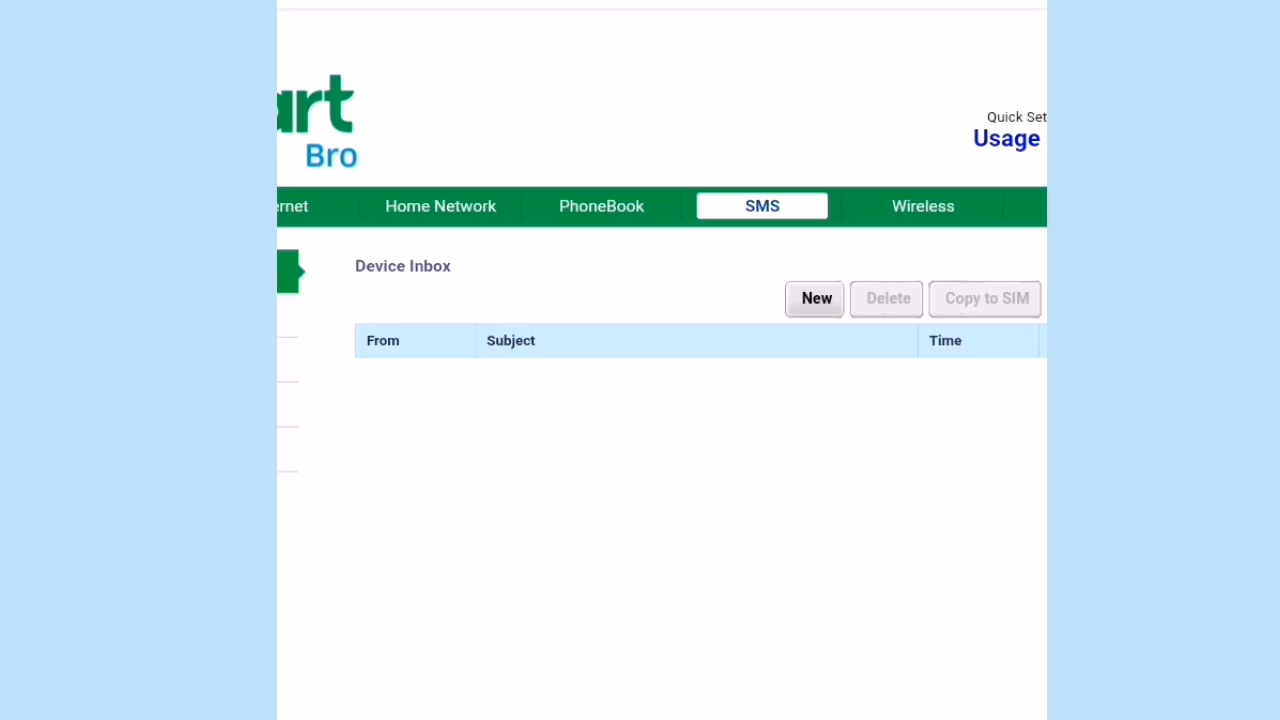 art
Bro
Quick Set
Usage
ernet
Home Network
PhoneBook
SMS
Wireless
Device Inbox
New
Delete
Copy to SIM
From
Subject
Time